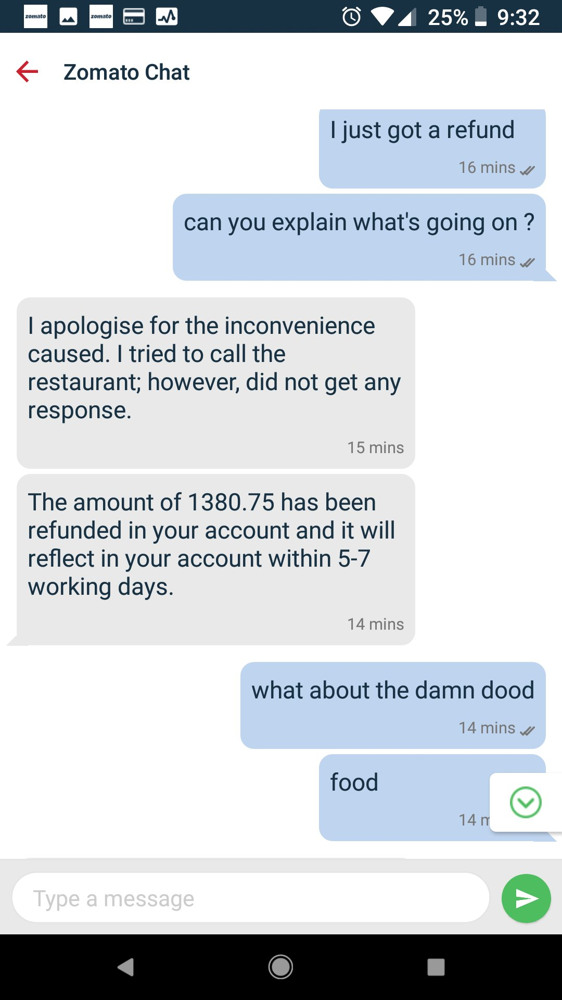 zomato zomato 25% 9:32
Zomato Chat
I just got a refund
16 mins
can you explain what's going on ?
16 mins
I apologise for the inconvenience
caused. I tried to call the
restaurant; however, did not get any
response.
15 mins
The amount of 1380.75 has been
refunded in your account and it will
reflect in your account within 5-7
working days.
14 mins
what about the damn dood
14 mins
food
14 m
Type a message